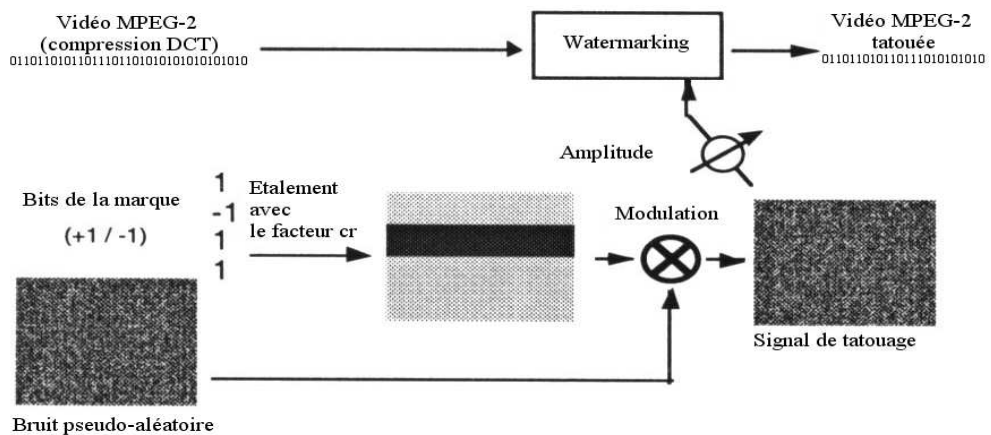 Vidéo MPEG-2
(compression DCT)
0110110101101110110101010101010101010
Watermarking
Vidéo MPEG-2
tatouée
01101101011011101010101010
Amplitude
Bits de la marque
(+1 / -1)
1
-1
1
1
Etalement
avec
le facteur cr
Modulation
Signal de tatouage
Bruit pseudo-aléatoire